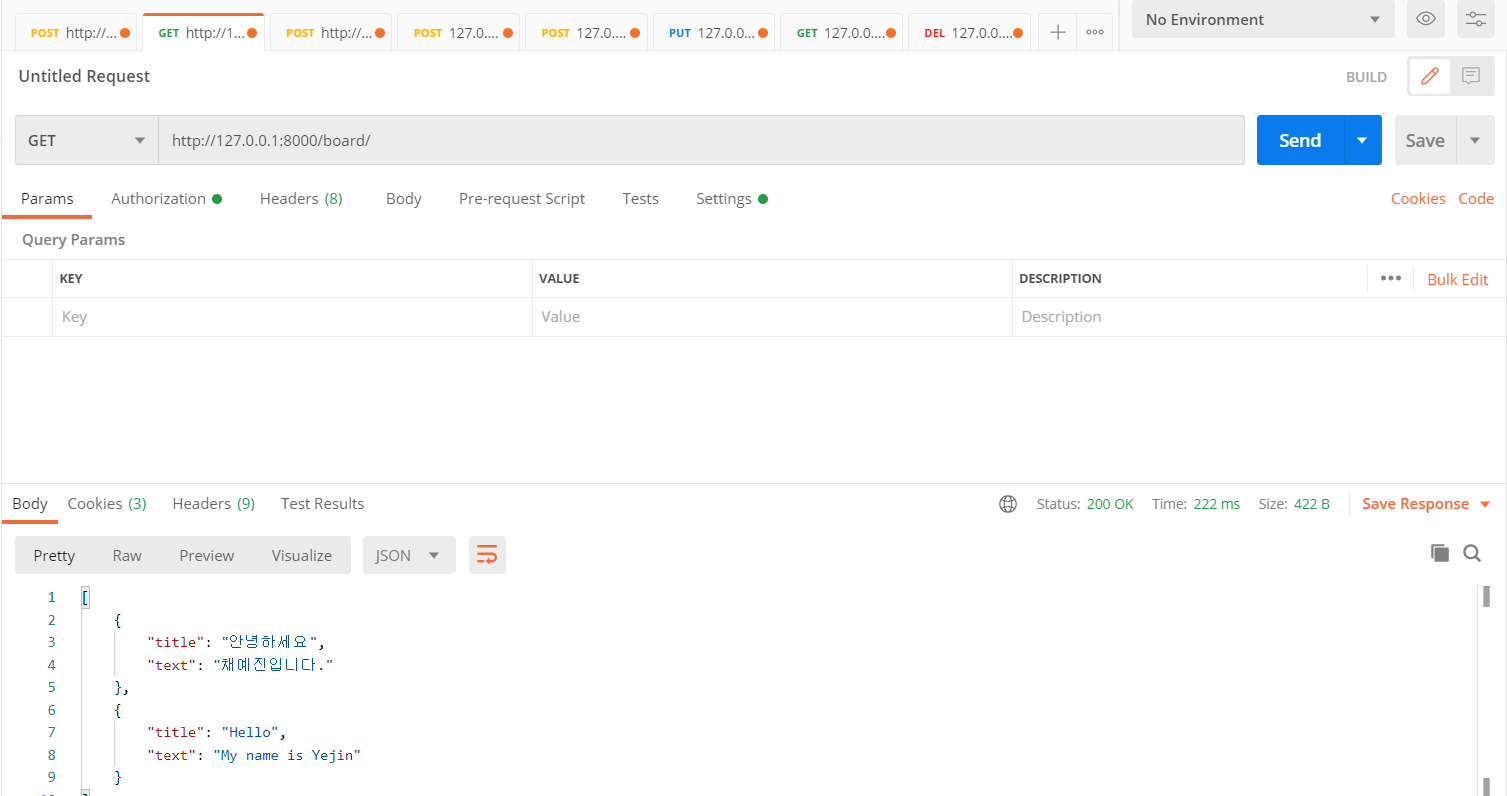 POST http://...
GET http://1...
POST http://...
POST 127.0....
POST 127.0....
PUT 127.0.0...
GET 127.0.0....
DEL 127.0.0....
No Environment
Untitled Request
BUILD
GET http://127.0.0.1:8000/board/ Send Save
Params Authorization Headers (8) Body Pre-request Script Tests Settings Cookies Code
Query Params
KEY VALUE DESCRIPTION ••• Bulk Edit
Key Value Description
Body Cookies (3) Headers (9) Test Results Status: 200 OK Time: 222 ms Size: 422 B Save Response
Pretty Raw Preview Visualize JSON
1 [
2 {
3 "title": "안녕하세요",
4 "text": "채예진입니다."
5 },
6 {
7 "title": "Hello",
8 "text": "My name is Yejin"
9 }